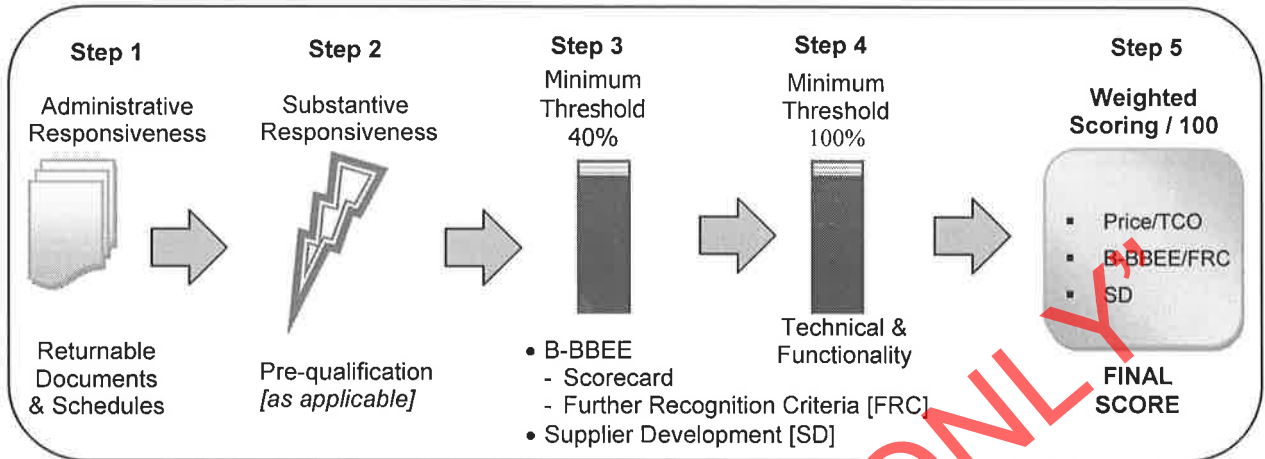 Step 1
Administrative
Responsiveness
Returnable
Documents
& Schedules
Step 2
Substantive
Responsiveness
Pre-qualification
[as applicable]
Step 3
Minimum
Threshold
40%
• B-BBEE
- Scorecard
- Further Recognition Criteria [FRC]
• Supplier Development [SD]
Step 4
Minimum
Threshold
100%
Technical &
Functionality
Step 5
Weighted
Scoring / 100
▪ Price/TCO
▪ B-BBEE/FRC
▪ SD
FINAL
SCORE
ONLY”